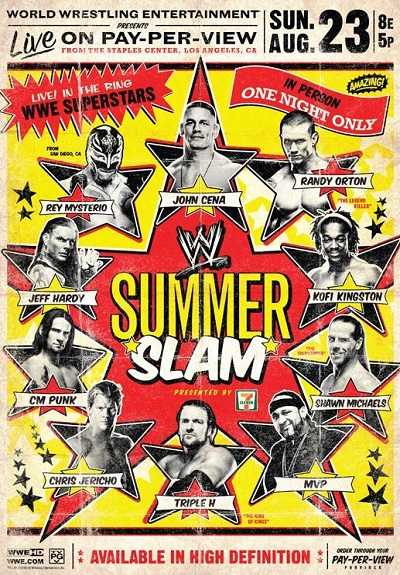 WORLD WRESTLING ENTERTAINMENT
PRESENTS
Live ON PAY-PER-VIEW
FROM THE STAPLES CENTER, LOS ANGELES, CA
SUN. AUG. 23 8E 5P
LIVE! IN THE RING
WWE SUPERSTARS
IN PERSON
ONE NIGHT ONLY
AMAZING!
FROM
SAN DIEGO, CA
REY MYSTERIO
JOHN CENA
RANDY ORTON
"THE LEGEND
KILLER"
JEFF HARDY
KOFI KINGSTON
W
SUMMER
SLAM
PRESENTED BY 7 ELEVEN
CM PUNK
SHAWN MICHAELS
CHRIS JERICHO
TRIPLE H
"THE KING
OF KINGS"
MVP
WWE HD
WWE.COM
PG
AVAILABLE IN HIGH DEFINITION
ORDER THROUGH YOUR
PAY-PER-VIEW
PROVIDER